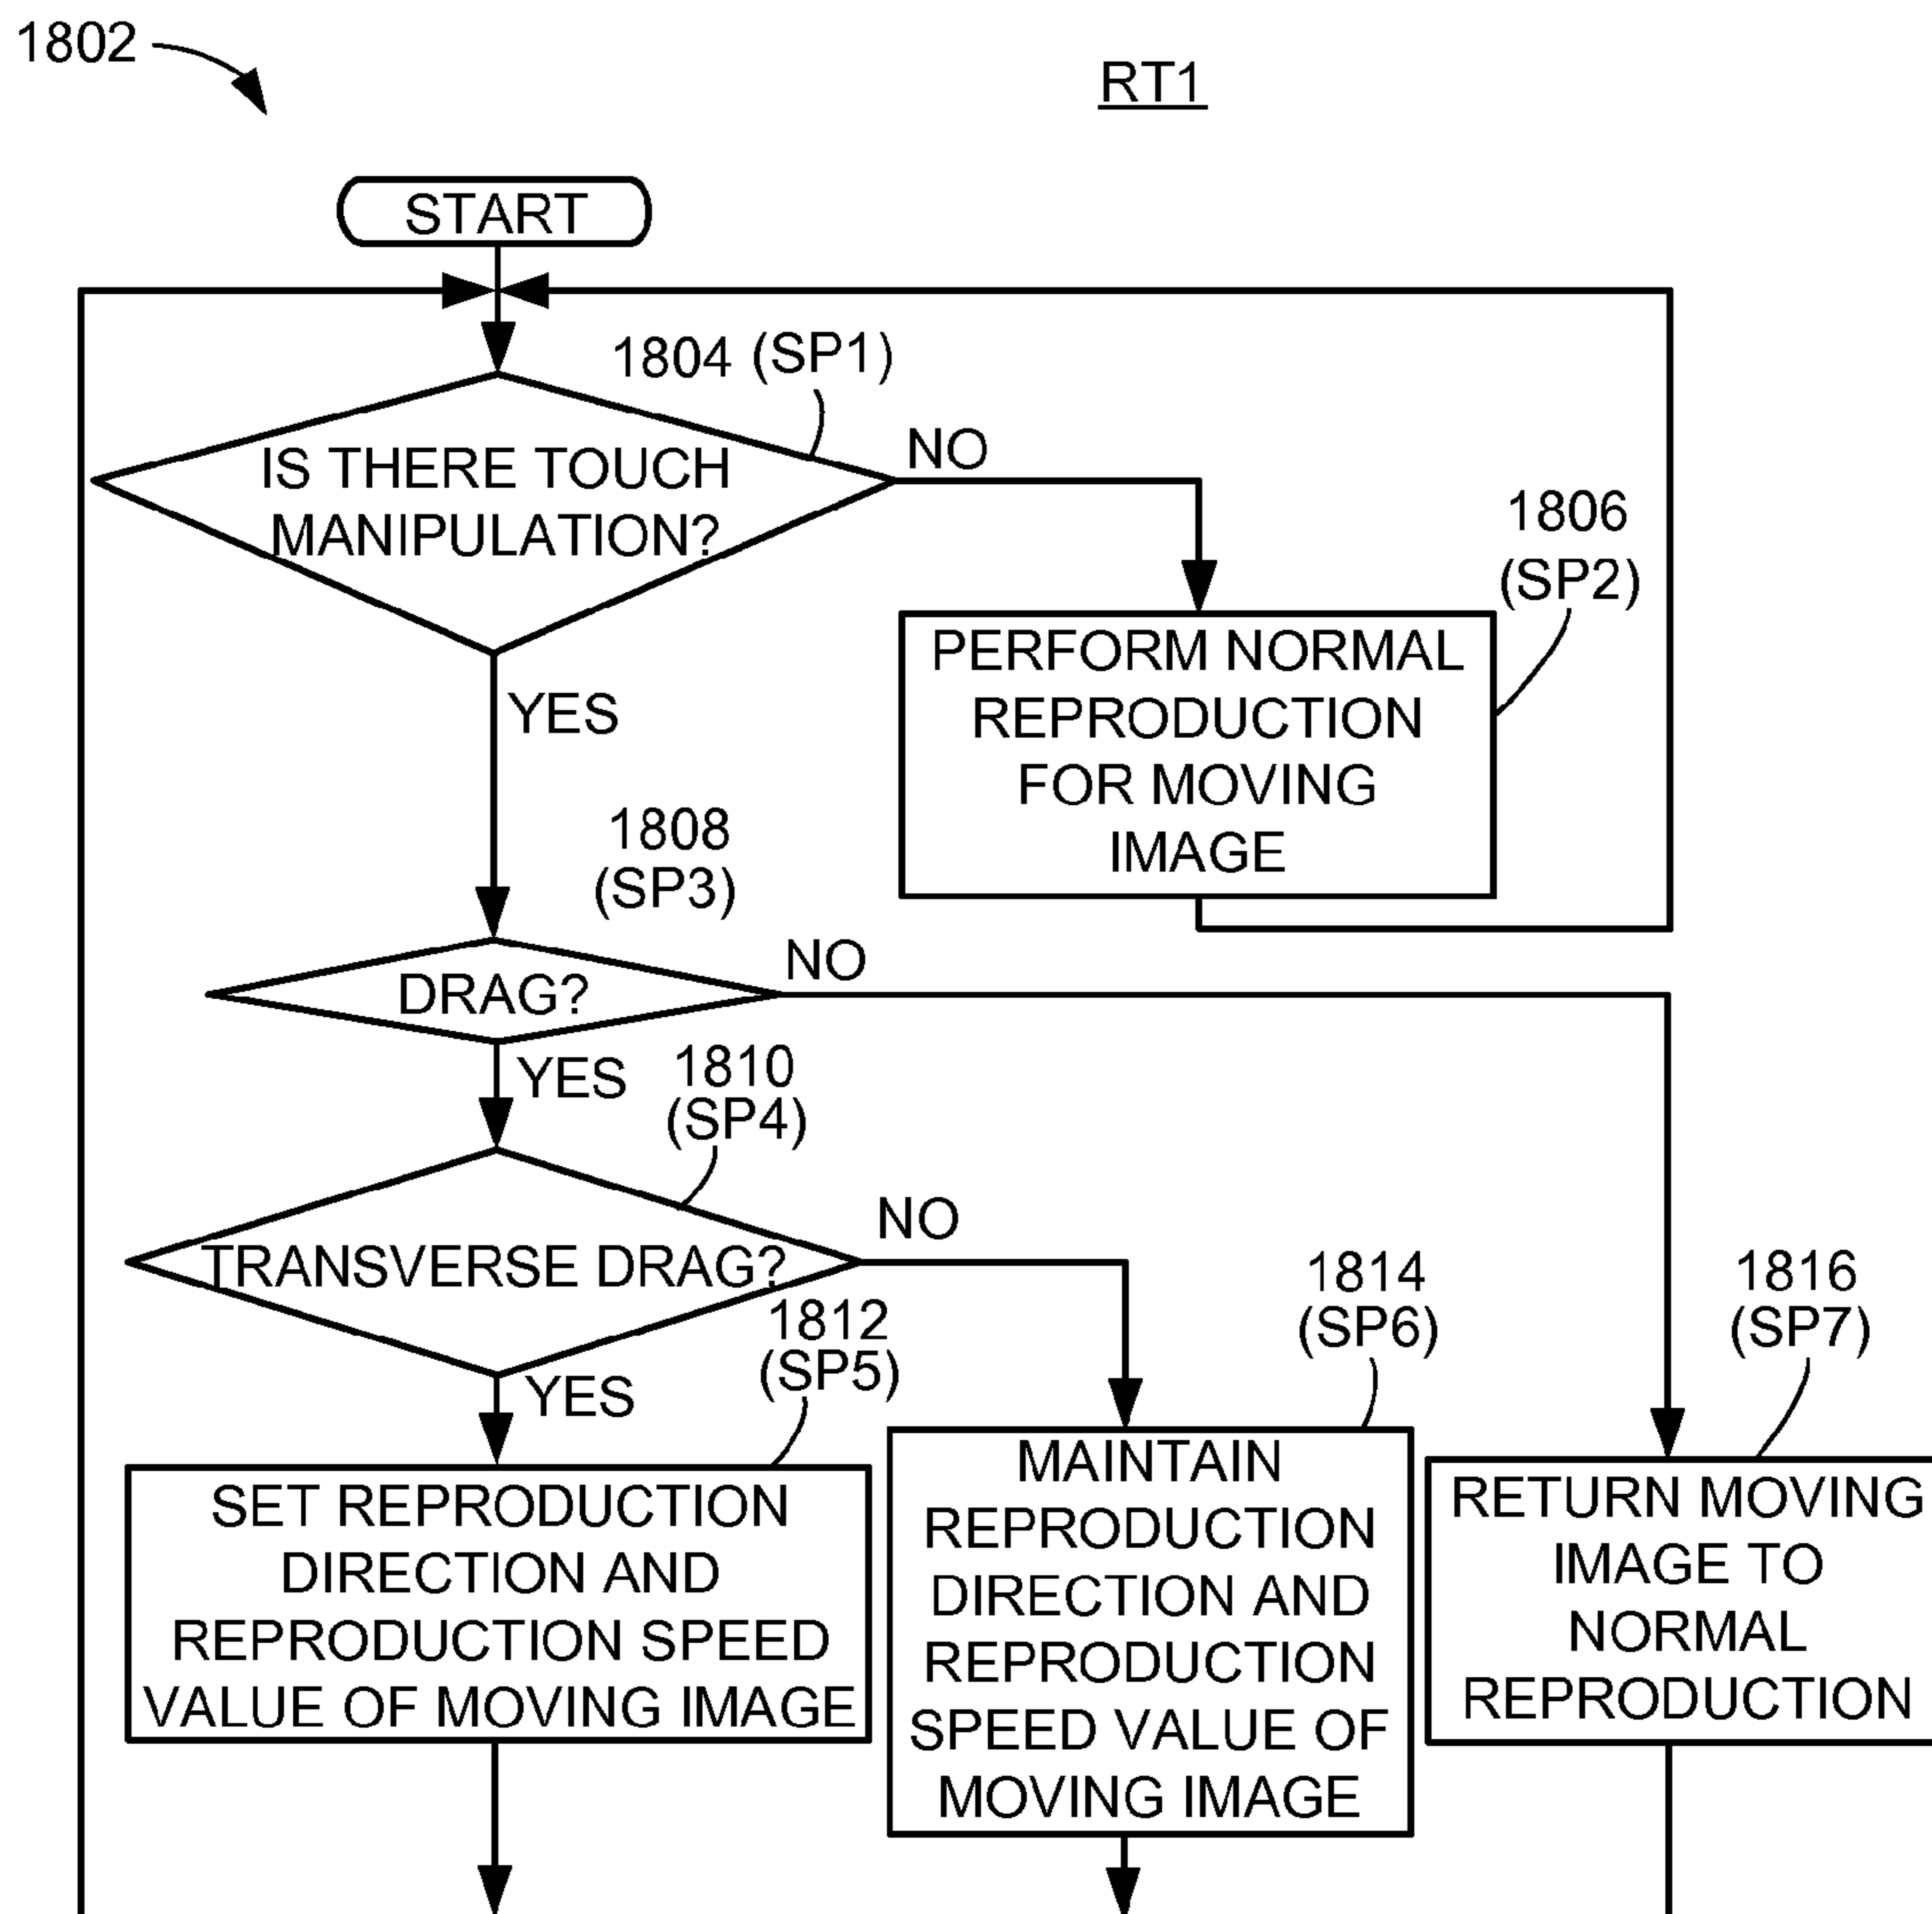 1802
RT1
START
1804 (SP1)
IS THERE TOUCH
MANIPULATION?
NO
1806
(SP2)
PERFORM NORMAL
REPRODUCTION
FOR MOVING
IMAGE
YES
1808
(SP3)
DRAG?
NO
YES
1810
(SP4)
TRANSVERSE DRAG?
NO
1812
(SP5)
1814
(SP6)
1816
(SP7)
YES
SET REPRODUCTION
DIRECTION AND
REPRODUCTION SPEED
VALUE OF MOVING IMAGE
MAINTAIN
REPRODUCTION
DIRECTION AND
REPRODUCTION
SPEED VALUE OF
MOVING IMAGE
RETURN MOVING
IMAGE TO
NORMAL
REPRODUCTION